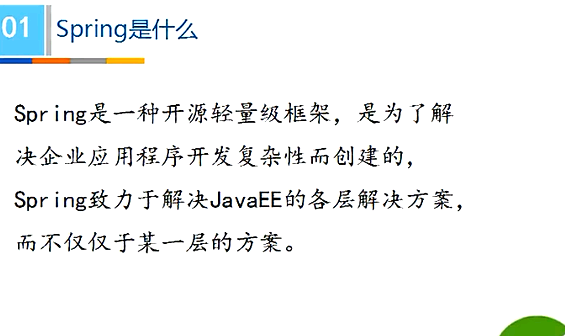 01
Spring是什么
Spring是一种开源轻量级框架，是为了解
决企业应用程序开发复杂性而创建的，
Spring致力于解决JavaEE的各层解决方案，
而不仅仅于某一层的方案。